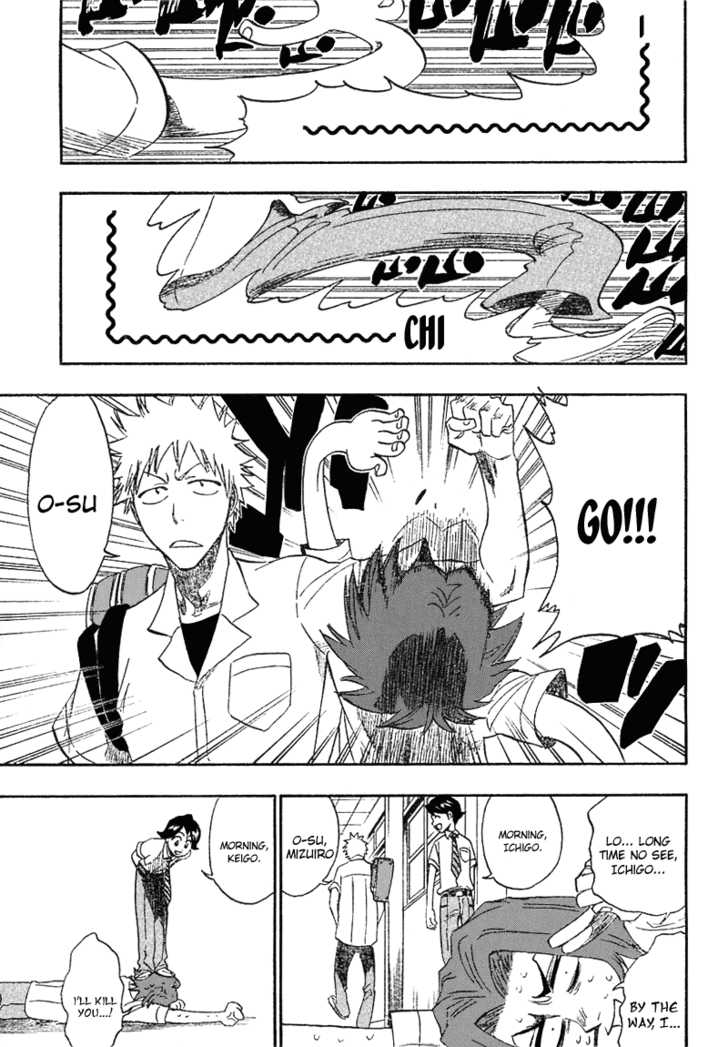 CHI
GO!!!
O-SU
LO... LONG
TIME NO SEE,
ICHIGO...
BY THE
WAY, I...
MORNING,
ICHIGO.
O-SU,
MIZUIRO
MORNING,
KEIGO.
I'LL KILL
YOU....!